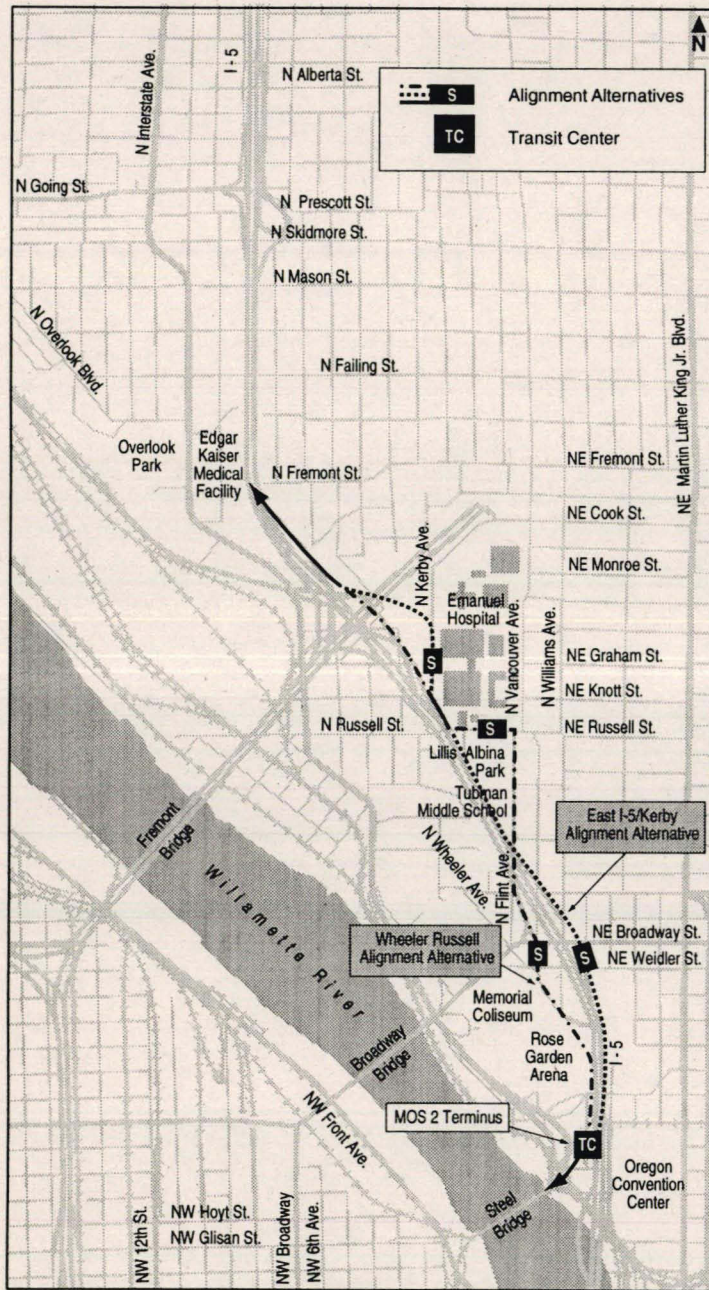 N
I - 5
N Interstate Ave.
N Alberta St.
S
Alignment Alternatives
TC
Transit Center
N Going St.
N Prescott St.
N Skidmore St.
N Mason St.
N Overlook Blvd.
N Failing St.
NE Martin Luther King Jr. Blvd.
Overlook
Park
Edgar
Kaiser
Medical
Facility
N Fremont St.
NE Fremont St.
NE Cook St.
N Kerby Ave.
NE Monroe St.
Emanuel
Hospital
N Vancouver Ave.
N Williams Ave.
S
NE Graham St.
NE Knott St.
N Russell St.
S
NE Russell St.
Lillis Albina
Park
Tubman
Middle School
East I-5/Kerby
Alignment Alternative
Fremont
Bridge
N Wheeler Ave.
N Flint Ave.
Willamette River
Wheeler Russell
Alignment Alternative
S
S
NE Broadway St.
NE Weidler St.
Memorial
Coliseum
Broadway
Bridge
Rose
Garden
Arena
I - 5
NW Front Ave.
MOS 2 Terminus
TC
Oregon
Convention
Center
Steel
Bridge
NW 12th St.
NW Hoyt St.
NW Glisan St.
NW Broadway
NW 6th Ave.